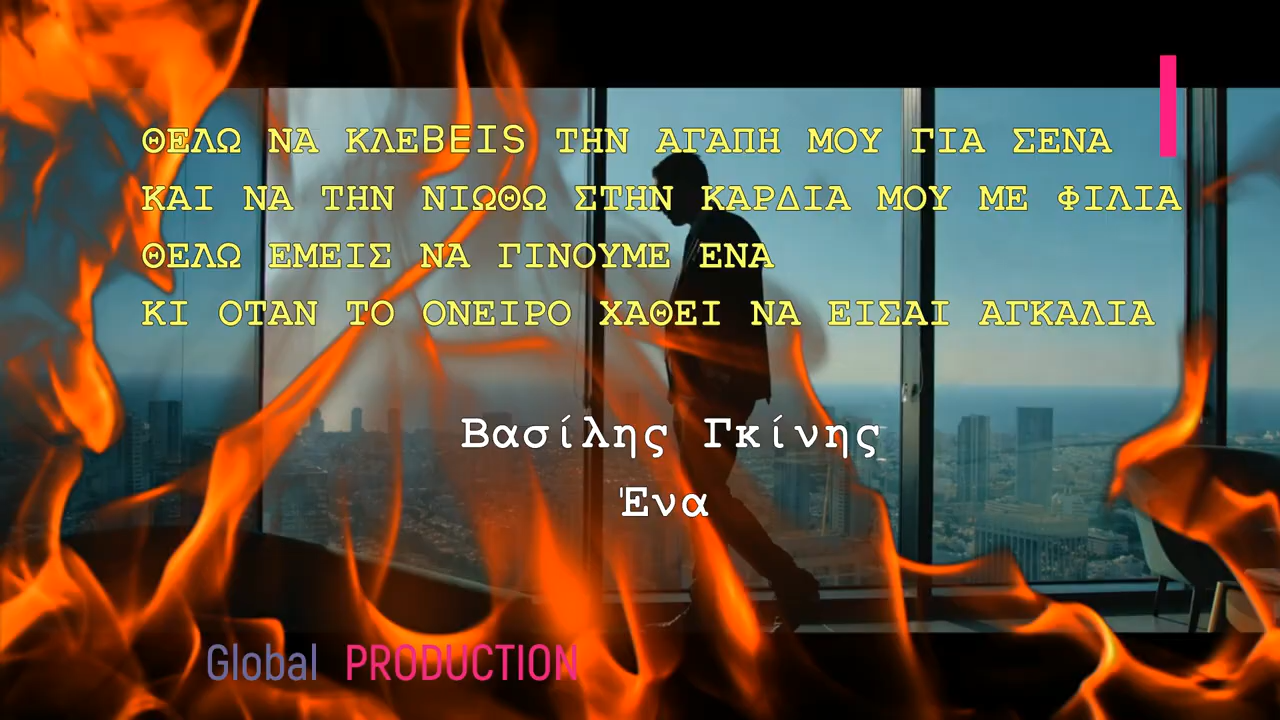 ΘΕΛΩ ΝΑ ΚΛΕBEIS ΤΗΝ ΑΓΑΠΗ ΜΟΥ ΓΙΑ ΣΕΝΑ
ΚΑΙ ΝΑ ΤΗΝ ΝΙΩΘΩ ΣΤΗΝ ΚΑΡΔΙΑ ΜΟΥ ΜΕ ΦΙΛΙΑ
ΘΕΛΩ ΕΜΕΙΣ ΝΑ ΓΙΝΟΥΜΕ ΕΝΑ
ΚΙ ΟΤΑΝ ΤΟ ΟΝΕΙΡΟ ΧΑΘΕΙ ΝΑ ΕΙΣΑΙ ΑΓΚΑΛΙΑ
Βασίλης Γκίνης
Ένα
Global PRODUCTION